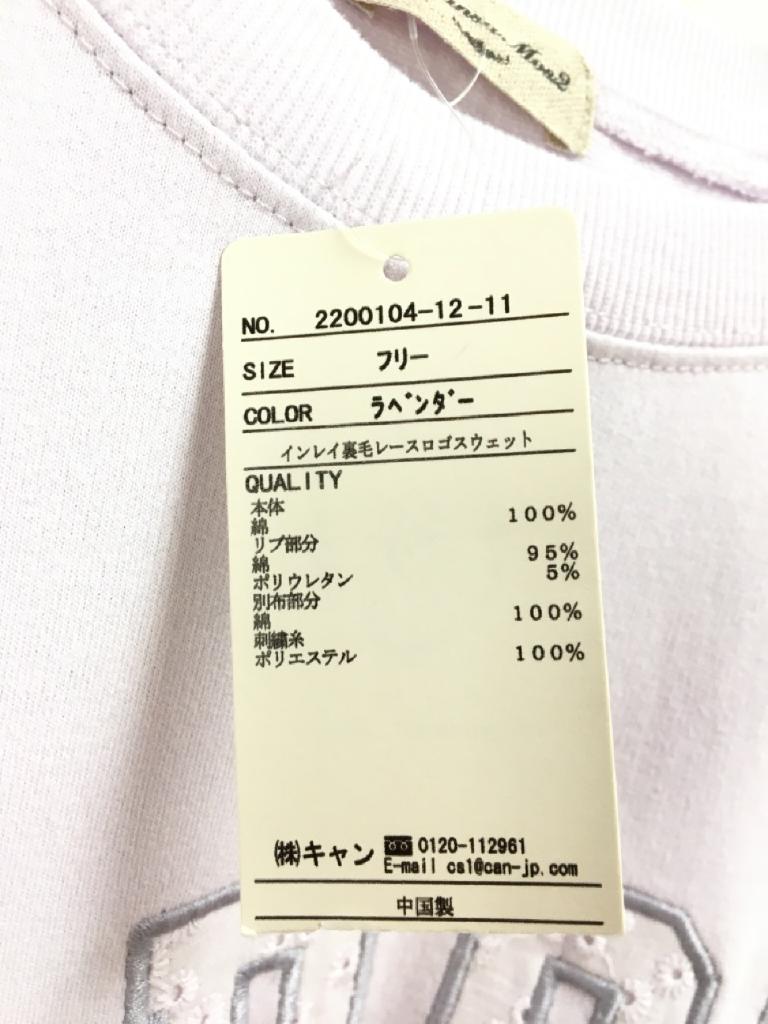 Mos2
NO. 2200104-12-11
SIZE フリー
COLOR ラベンダー
インレイ裏毛レースロゴスウェット
QUALITY
本体
綿 100%
リブ部分
綿 95%
ポリウレタン 5%
別布部分
綿 100%
刺繍糸
ポリエステル 100%
㈱キャン 0120-112961
E-mail cs1@can-jp.com
中国製